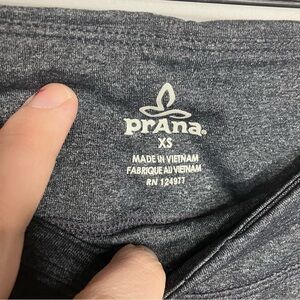 prAna.
XS
MADE IN VIETNAM
FABRIQUE AU VIETNAM
RN 124977